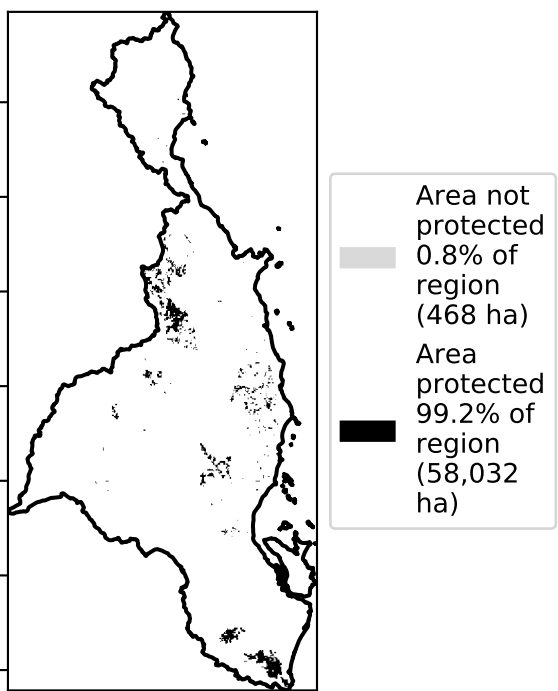 Area not
protected
0.8% of
region
(468 ha)
Area
protected
99.2% of
region
(58,032
ha)